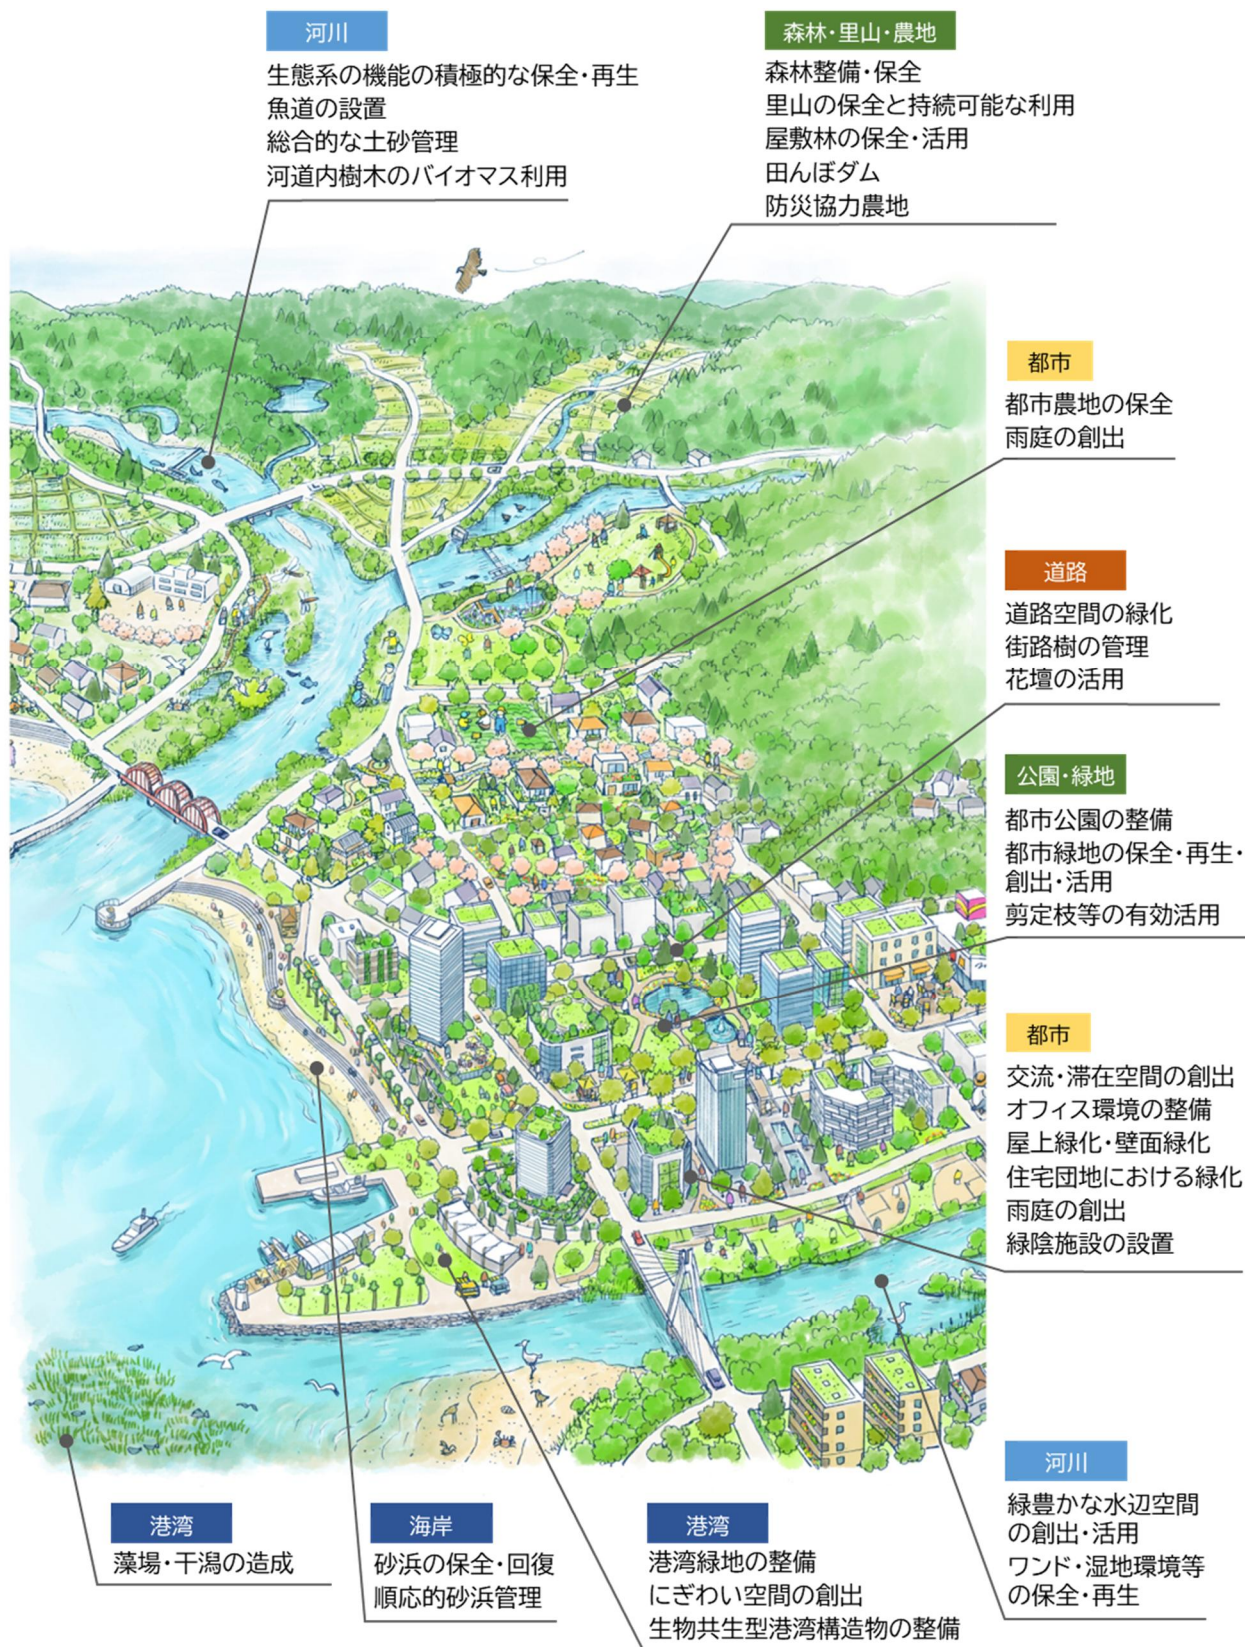 河川
生態系の機能の積極的な保全・再生
魚道の設置
総合的な土砂管理
河道内樹木のバイオマス利用
森林・里山・農地
森林整備・保全
里山の保全と持続可能な利用
屋敷林の保全・活用
田んぼダム
防災協力農地
都市
都市農地の保全
雨庭の創出
道路
道路空間の緑化
街路樹の管理
花壇の活用
公園・緑地
都市公園の整備
都市緑地の保全・再生・
創出・活用
剪定枝等の有効活用
都市
交流・滞在空間の創出
オフィス環境の整備
屋上緑化・壁面緑化
住宅団地における緑化
雨庭の創出
緑陰施設の設置
河川
緑豊かな水辺空間
の創出・活用
ワンド・湿地環境等
の保全・再生
港湾
藻場・干潟の造成
海岸
砂浜の保全・回復
順応的砂浜管理
港湾
港湾緑地の整備
にぎわい空間の創出
生物共生型港湾構造物の整備